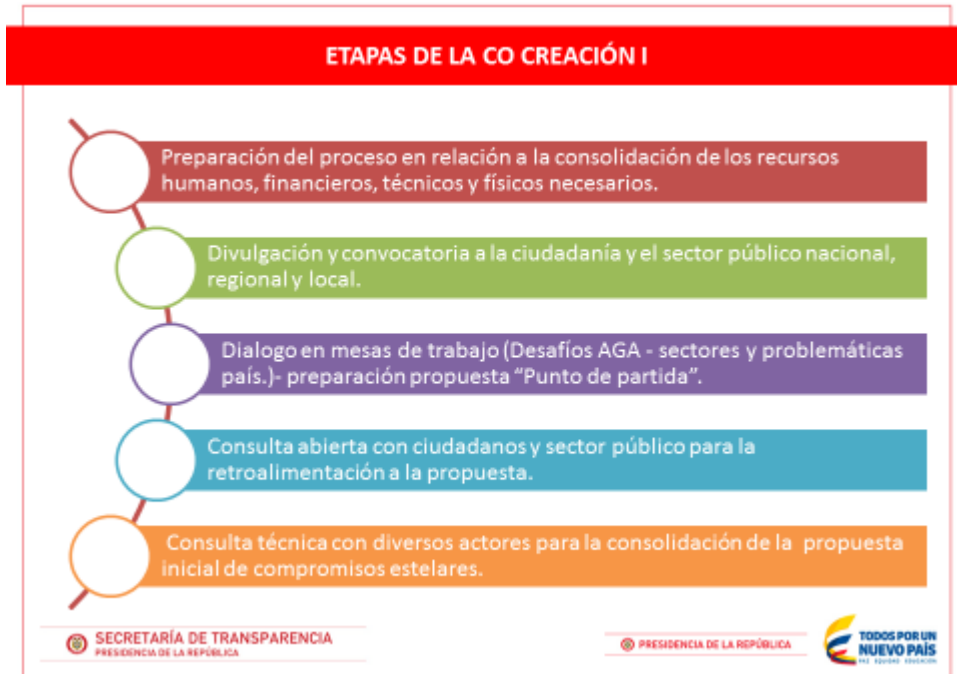 ETAPAS DE LA CO CREACIÓN I
Preparación del proceso en relación a la consolidación de los recursos
humanos, financieros, técnicos y físicos necesarios.
Divulgación y convocatoria a la ciudadanía y el sector público nacional,
regional y local.
Dialogo en mesas de trabajo (Desafíos AGA - sectores y problemáticas
país.)- preparación propuesta “Punto de partida”.
Consulta abierta con ciudadanos y sector público para la
retroalimentación a la propuesta.
Consulta técnica con diversos actores para la consolidación de la propuesta
inicial de compromisos estelares.
SECRETARÍA DE TRANSPARENCIA
PRESIDENCIA DE LA REPÚBLICA
PRESIDENCIA DE LA REPÚBLICA
TODOS POR UN
NUEVO PAÍS
PAZ EQUIDAD EDUCACIÓN